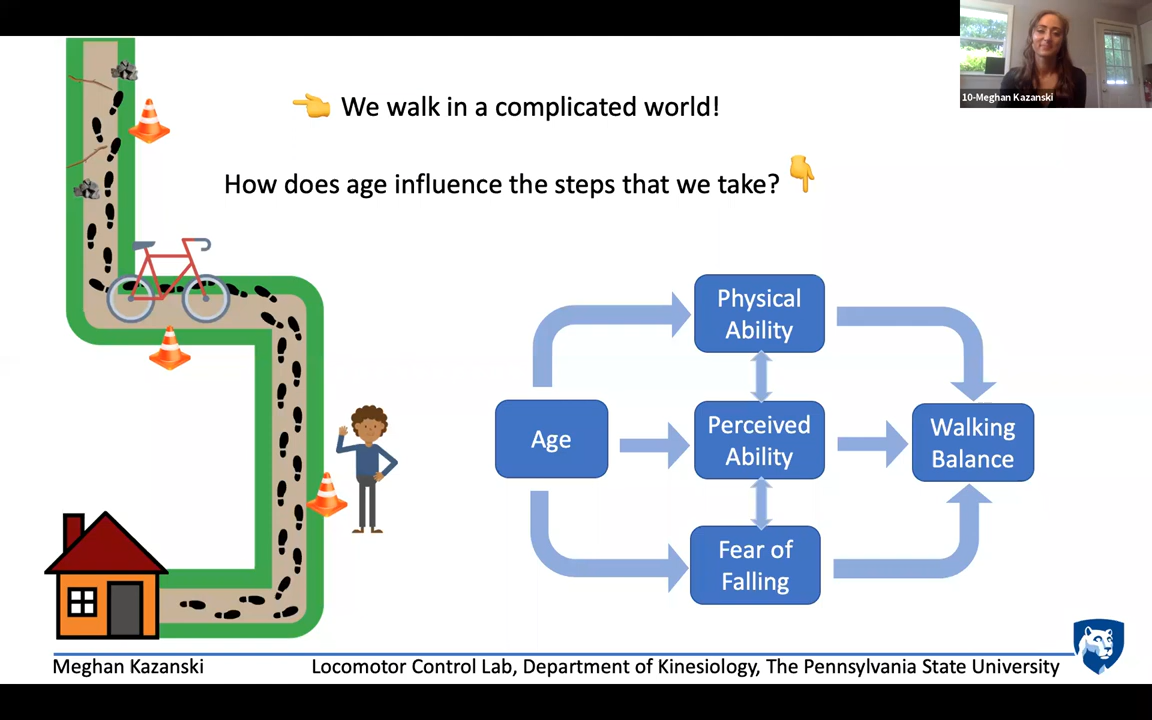 10-Meghan Kazanski
We walk in a complicated world!
How does age influence the steps that we take?
Physical
Ability
Age
Perceived
Ability
Walking
Balance
Fear of
Falling
Meghan Kazanski
Locomotor Control Lab, Department of Kinesiology, The Pennsylvania State University